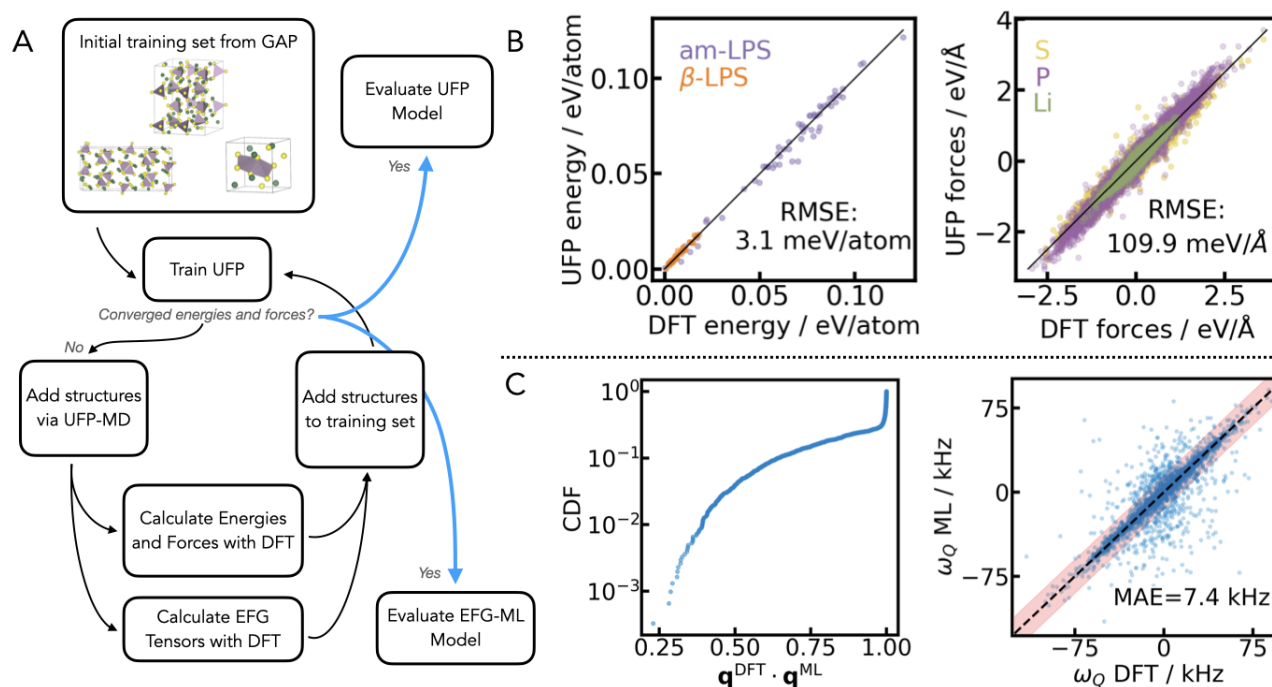 A
Initial training set from GAP
Evaluate UFP
Model
Yes
Train UFP
Converged energies and forces?
No
Add structures
via UFP-MD
Add structures
to training set
Calculate Energies
and Forces with DFT
Calculate EFG
Tensors with DFT
Yes
Evaluate EFG-ML
Model
B
UFP energy / eV/atom
0.10
0.05
0.00
am-LPS
β-LPS
RMSE:
3.1 meV/atom
0.00
0.05
0.10
DFT energy / eV/atom
UFP forces / eV/Å
4
2
0
−2
S
P
Li
RMSE:
109.9 meV/Å
−2.5
0.0
2.5
DFT forces / eV/Å
C
CDF
10⁰
10⁻¹
10⁻²
10⁻³
0.25
0.50
0.75
1.00
q^DFT · q^ML
ω_Q ML / kHz
75
0
−75
MAE=7.4 kHz
−75
0
75
ω_Q DFT / kHz